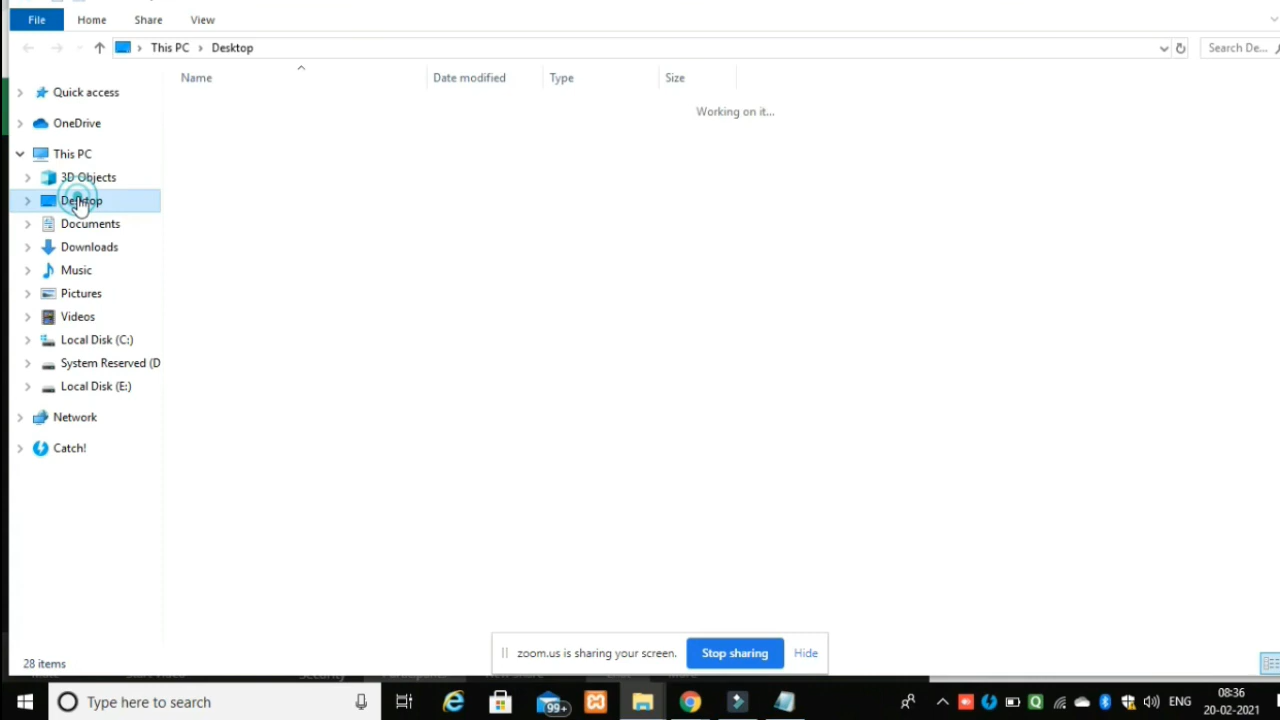 File Home Share View
This PC › Desktop Search De...
Name Date modified Type Size
Working on it...
Quick access
OneDrive
This PC
3D Objects
Desktop
Documents
Downloads
Music
Pictures
Videos
Local Disk (C:)
System Reserved (D
Local Disk (E:)
Network
Catch!
zoom.us is sharing your screen. Stop sharing Hide
28 items
Type here to search 99+ ENG 08:36
20-02-2021